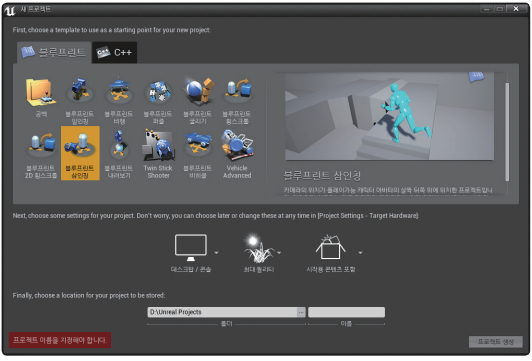 새 프로젝트
First, choose a template to use as a starting point for your new project:
블루프린트
C++
공백
블루프린트
일인칭
블루프린트
비행
블루프린트
퍼즐
블루프린트
굴리기
블루프린트
횡스크롤
블루프린트
2D 횡스크롤
블루프린트
삼인칭
블루프린트
내려보기
Twin Stick
Shooter
블루프린트
비히클
Vehicle
Advanced
블루프린트 삼인칭
카메라의 위치가 플레이가능 캐릭터 아바타의 살짝 뒤쪽 위에 위치한 프로젝트입니
Next, choose some settings for your project. Don't worry, you can choose later or change these at any time in [Project Settings - Target Hardware]
데스크탑 / 콘솔
최대 퀄리티
시작용 콘텐츠 포함
Finally, choose a location for your project to be stored:
D:\Unreal Projects
...
폴더
이름
프로젝트 이름을 지정해야 합니다.
프로젝트 생성